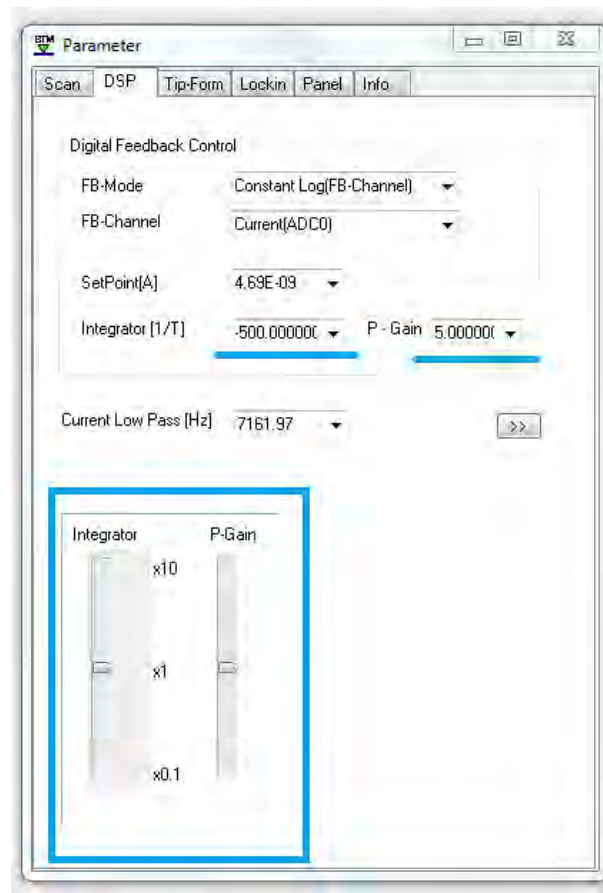 BTM Parameter
Scan DSP Tip-Form Lockin Panel Info
Digital Feedback Control
FB-Mode Constant Log(FB-Channel)
FB-Channel Current(ADC0)
SetPoint[A] 4.69E-09
Integrator [1/T] -500.000000 P - Gain 5.000000
Current Low Pass [Hz] 7161.97 >>
Integrator P-Gain
x10
x1
x0.1